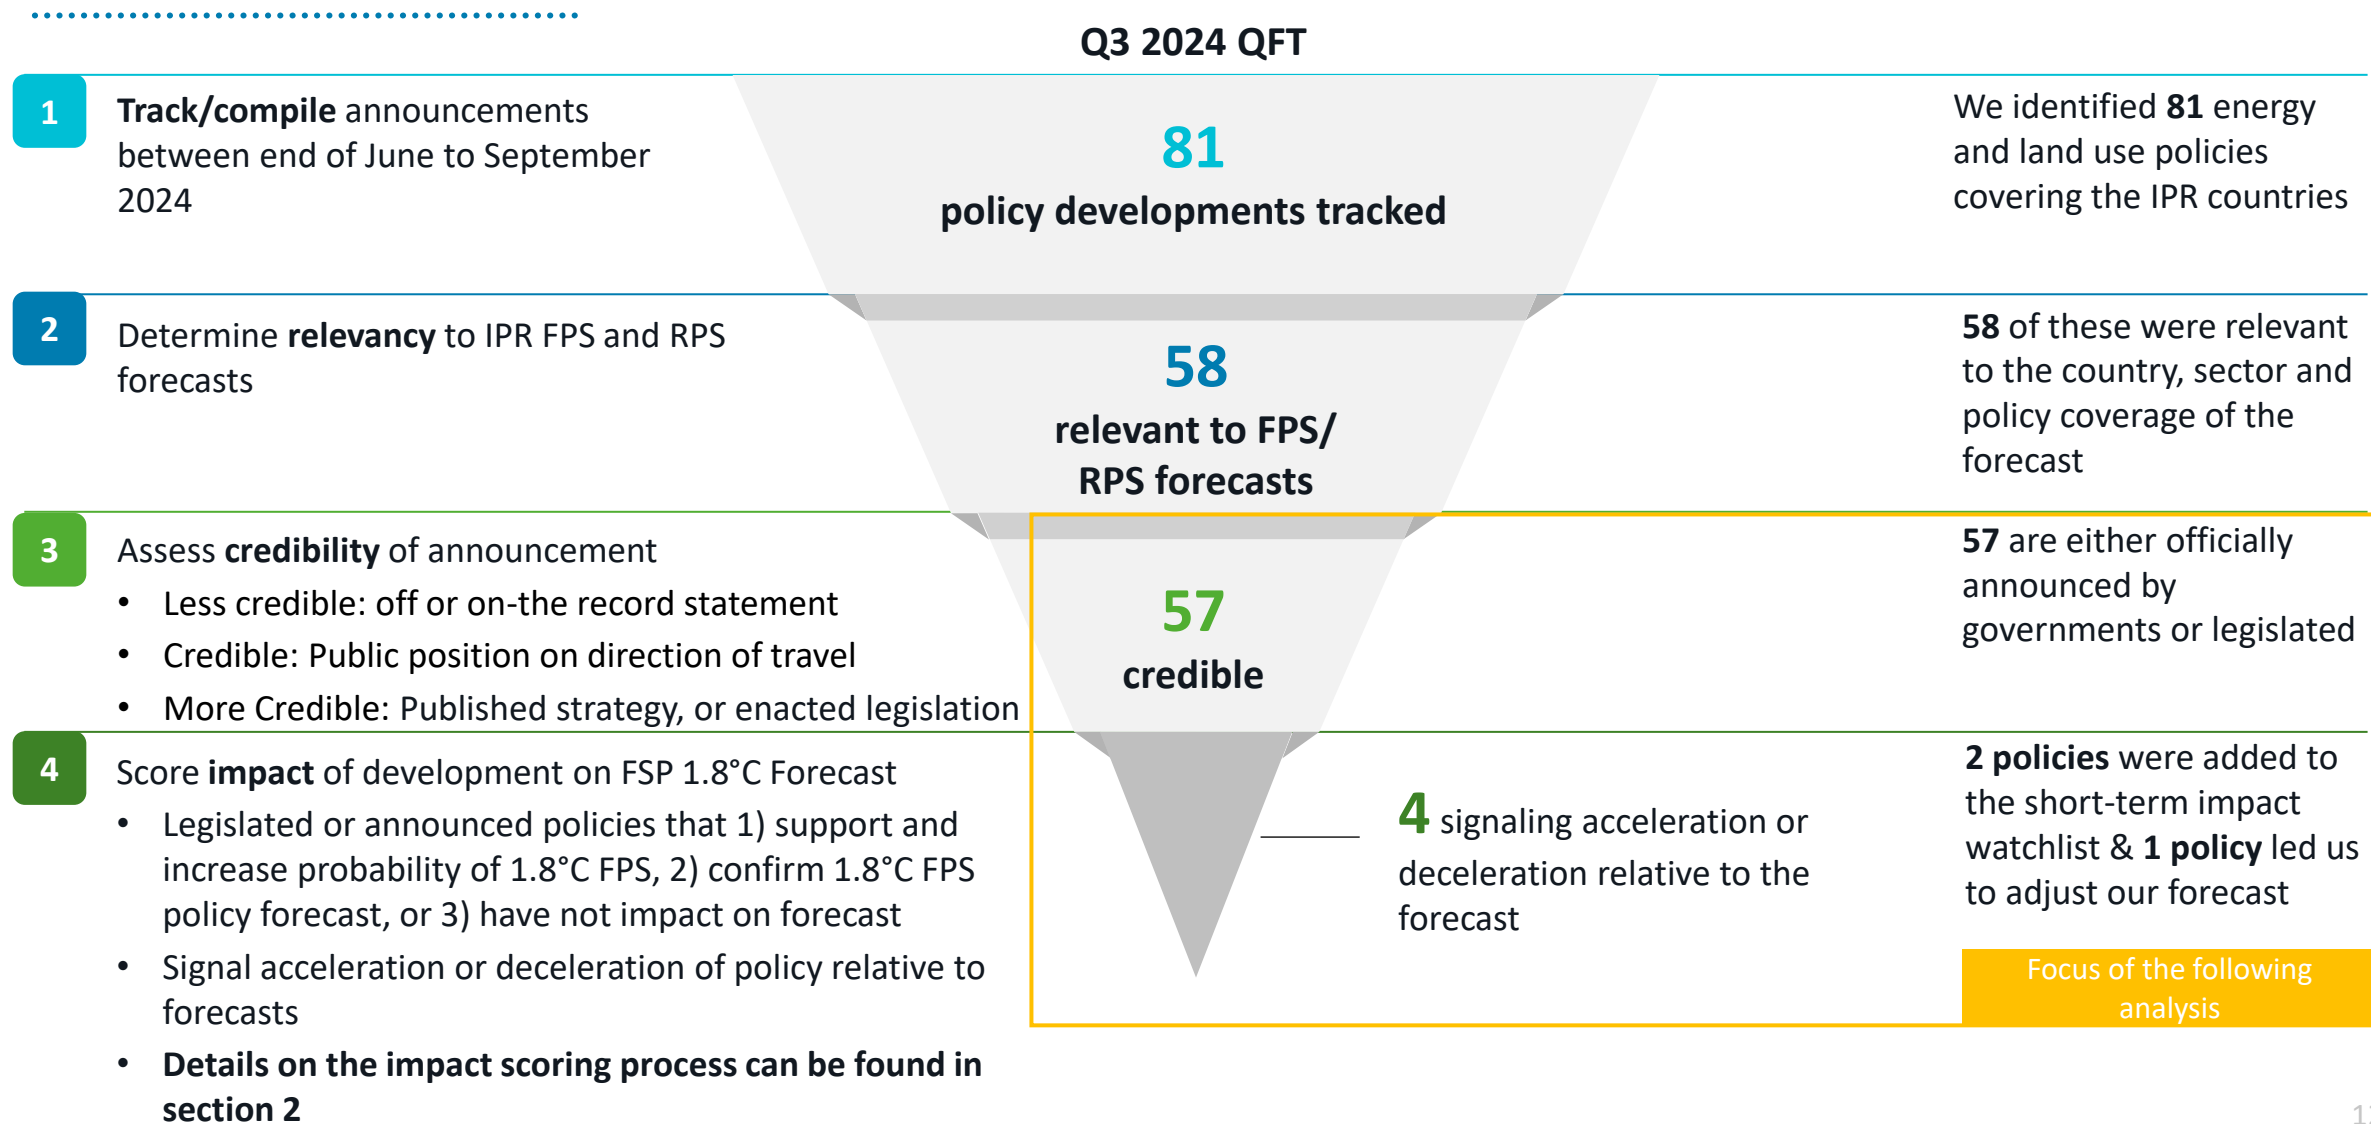 Q3 2024 QFT
1
Track/compile announcements
between end of June to September
2024
81
policy developments tracked
We identified 81 energy
and land use policies
covering the IPR countries
2
Determine relevancy to IPR FPS and RPS
forecasts
58
relevant to FPS/
RPS forecasts
58 of these were relevant
to the country, sector and
policy coverage of the
forecast
3
Assess credibility of announcement
• Less credible: off or on-the record statement
• Credible: Public position on direction of travel
• More Credible: Published strategy, or enacted legislation
57
credible
57 are either officially
announced by
governments or legislated
4
Score impact of development on FSP 1.8°C Forecast
• Legislated or announced policies that 1) support and
increase probability of 1.8°C FPS, 2) confirm 1.8°C FPS
policy forecast, or 3) have not impact on forecast
• Signal acceleration or deceleration of policy relative to
forecasts
• Details on the impact scoring process can be found in
section 2
4 signaling acceleration or
deceleration relative to the
forecast
2 policies were added to
the short-term impact
watchlist & 1 policy led us
to adjust our forecast
Focus of the following
analysis